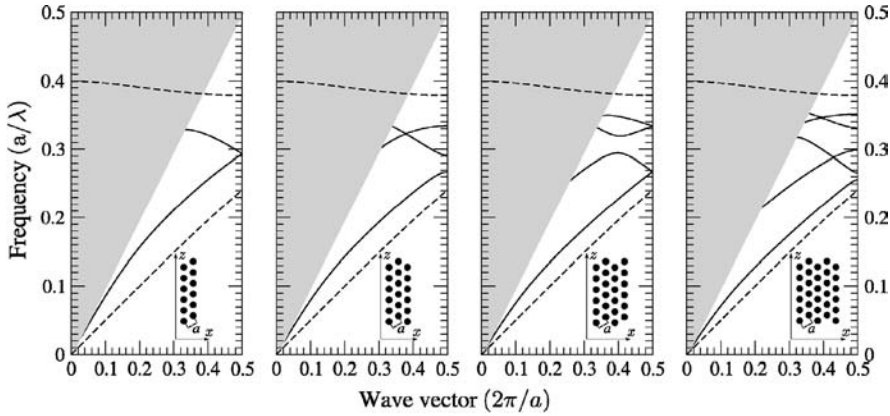 0.5 0.5
0.4 0.4
0.3 0.3
0.2 0.2
0.1 0.1
0 0
Frequency (a/λ)
z z z z
a a a a
x x x x
0 0.1 0.2 0.3 0.4 0.5 0 0.1 0.2 0.3 0.4 0.5 0 0.1 0.2 0.3 0.4 0.5 0 0.1 0.2 0.3 0.4 0.5
Wave vector (2π/a)